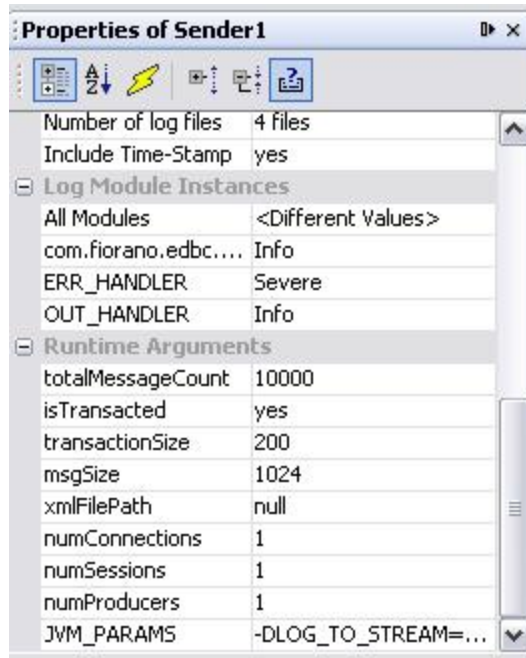 Properties of Sender1
Number of log files 4 files
Include Time-Stamp yes
Log Module Instances
All Modules <Different Values>
com.fiorano.edbc.... Info
ERR_HANDLER Severe
OUT_HANDLER Info
Runtime Arguments
totalMessageCount 10000
isTransacted yes
transactionSize 200
msgSize 1024
xmlFilePath null
numConnections 1
numSessions 1
numProducers 1
JVM_PARAMS -DLOG_TO_STREAM=...